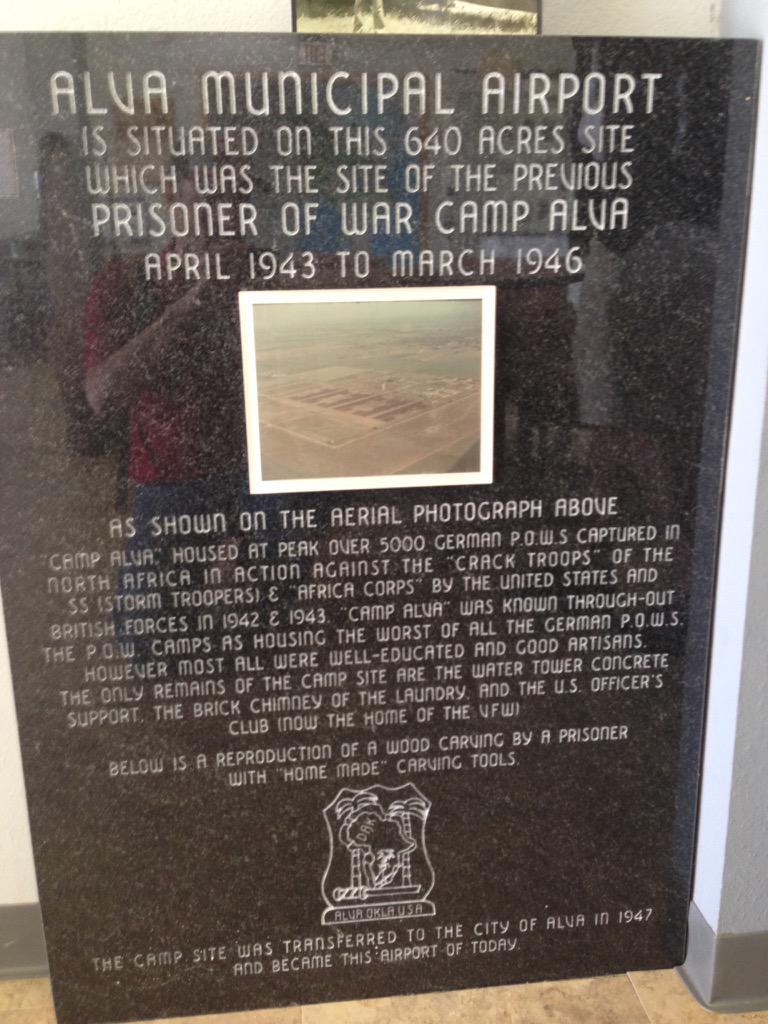 ALVA MUNICIPAL AIRPORT
IS SITUATED ON THIS 640 ACRES SITE
WHICH WAS THE SITE OF THE PREVIOUS
PRISONER OF WAR CAMP ALVA
APRIL 1943 TO MARCH 1946
AS SHOWN ON THE AERIAL PHOTOGRAPH ABOVE
"CAMP ALVA" HOUSED AT PEAK OVER 5000 GERMAN P.O.W.S CAPTURED IN
NORTH AFRICA IN ACTION AGAINST THE "CRACK TROOPS" OF THE
SS (STORM TROOPERS) & "AFRICA CORPS" BY THE UNITED STATES AND
BRITISH FORCES IN 1942 & 1943. "CAMP ALVA" WAS KNOWN THROUGH-OUT
THE P.O.W. CAMPS AS HOUSING THE WORST OF ALL THE GERMAN P.O.W.S.
HOWEVER MOST ALL WERE WELL-EDUCATED AND GOOD ARTISANS.
THE ONLY REMAINS OF THE CAMP SITE ARE THE WATER TOWER CONCRETE
SUPPORT, THE BRICK CHIMNEY OF THE LAUNDRY, AND THE U.S. OFFICER'S
CLUB (NOW THE HOME OF THE VFW)
BELOW IS A REPRODUCTION OF A WOOD CARVING BY A PRISONER
WITH "HOME MADE" CARVING TOOLS.
DAK
ALVA OKLA USA
THE CAMP SITE WAS TRANSFERRED TO THE CITY OF ALVA IN 1947
AND BECAME THIS AIRPORT OF TODAY.